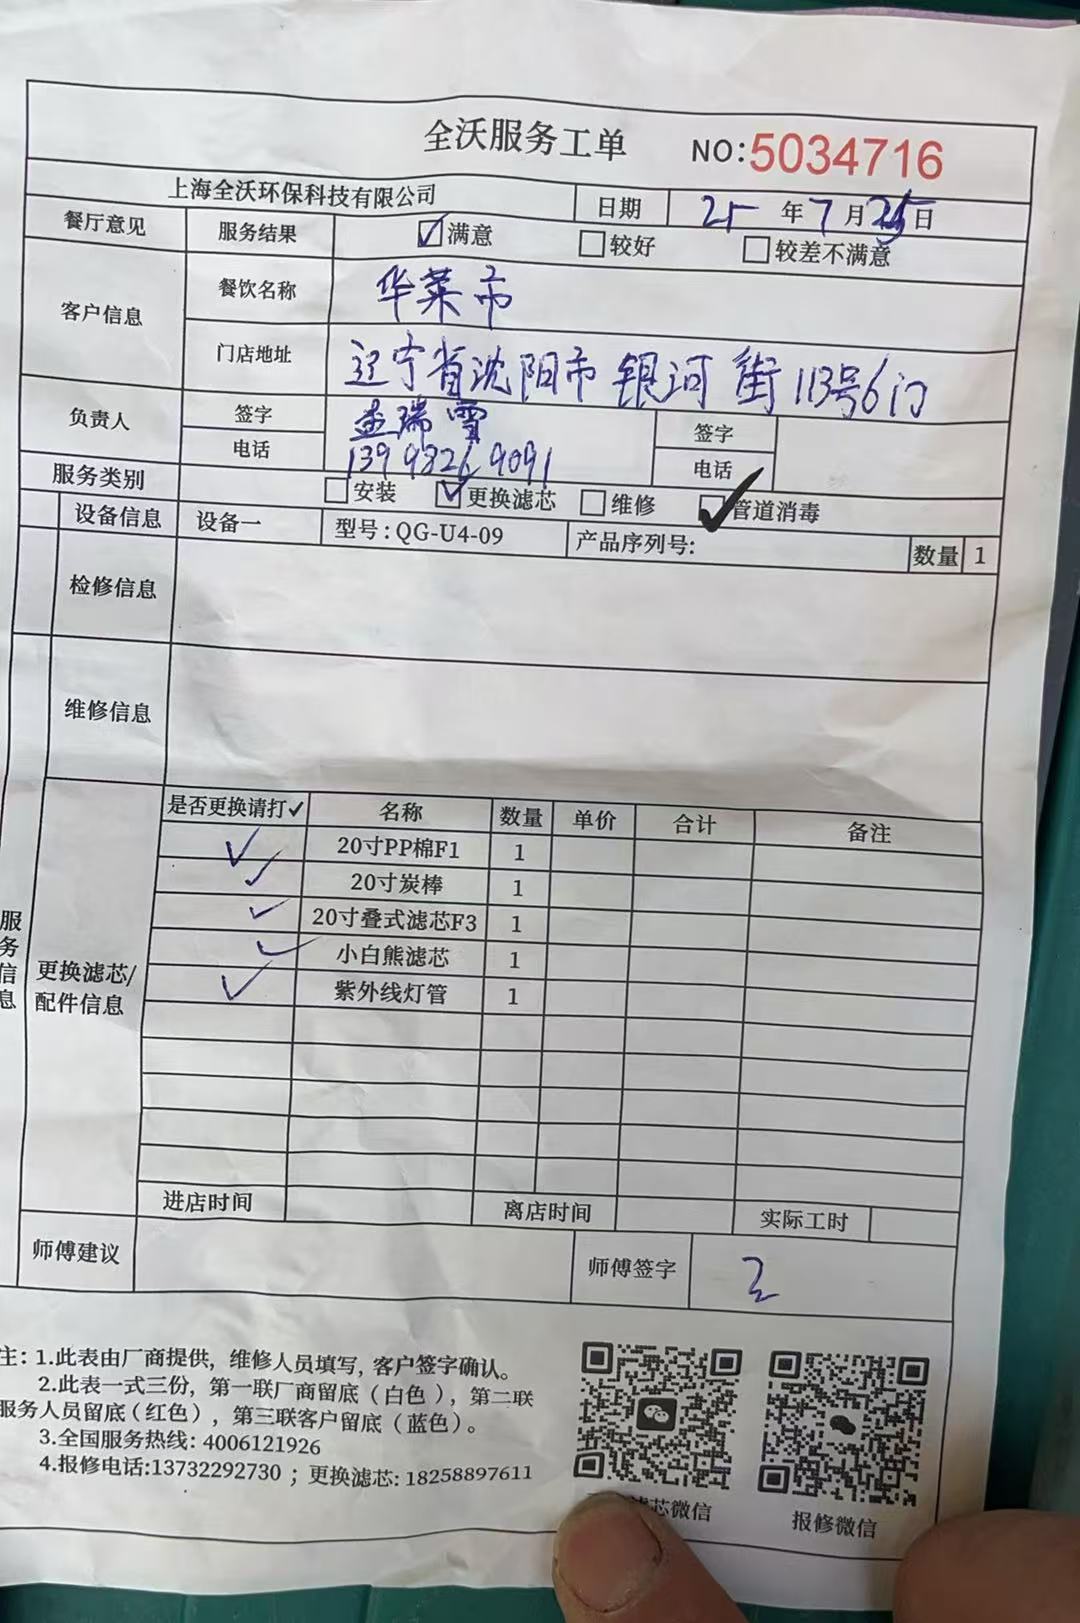 全沃服务工单 NO:5034716
上海全沃环保科技有限公司 日期 25年7月25日
餐厅意见 服务结果 ☑满意 □较好 □较差不满意
客户信息 餐饮名称 华莱市
门店地址 辽宁省沈阳市银河街113号6门
负责人 签字 孟瑞雪 签字
电话 13998269091 电话
服务类别 □安装 ☑更换滤芯 □维修 ☑管道消毒
设备信息 设备一 型号:QG-U4-09 产品序列号: 数量 1
检修信息
维修信息
是否更换请打✓ 名称 数量 单价 合计 备注
✓ 20寸PP棉F1 1
✓ 20寸炭棒 1
✓ 20寸叠式滤芯F3 1
✓ 小白熊滤芯 1
✓ 紫外线灯管 1
服务信息
更换滤芯/
配件信息
进店时间 离店时间 实际工时
师傅建议 师傅签字
注:1.此表由厂商提供,维修人员填写,客户签字确认。
2.此表一式三份,第一联厂商留底(白色),第二联
服务人员留底(红色),第三联客户留底(蓝色)。
3.全国服务热线:4006121926
4.报修电话:13732292730;更换滤芯:18258897611
滤芯微信 报修微信